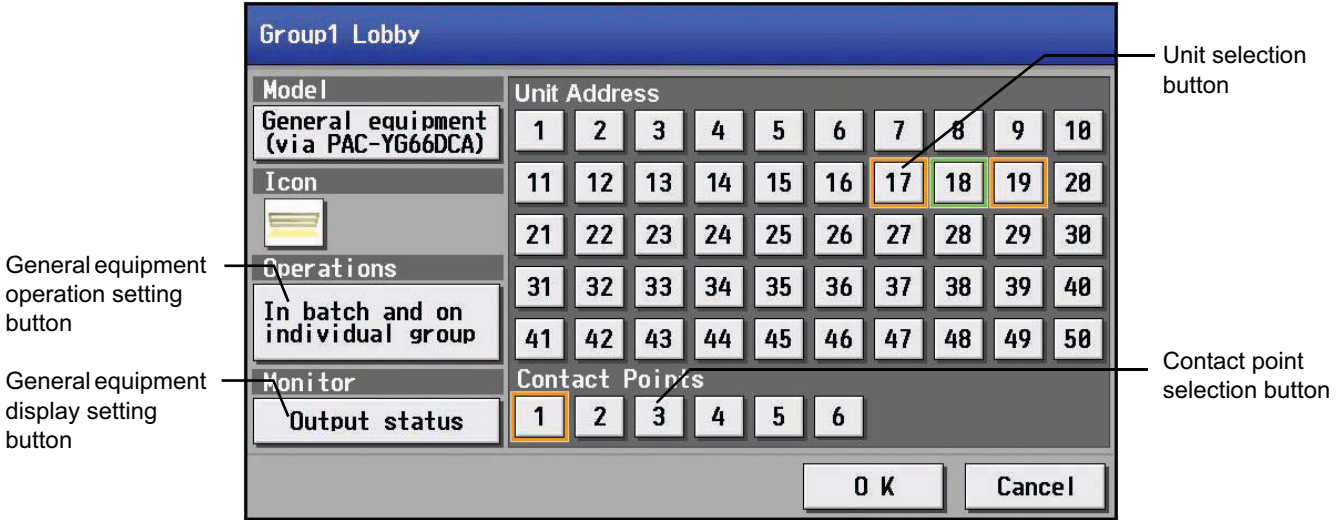 Group1 Lobby
Unit selection
button
Model
Unit Address
General equipment
(via PAC-YG66DCA)
1 2 3 4 5 6 7 8 9 10
Icon
11 12 13 14 15 16 17 18 19 20
21 22 23 24 25 26 27 28 29 30
General equipment
operation setting
button
Operations
31 32 33 34 35 36 37 38 39 40
In batch and on
individual group
41 42 43 44 45 46 47 48 49 50
General equipment
display setting
button
Monitor
Contact Points
Contact point
selection button
Output status
1 2 3 4 5 6
OK
Cancel